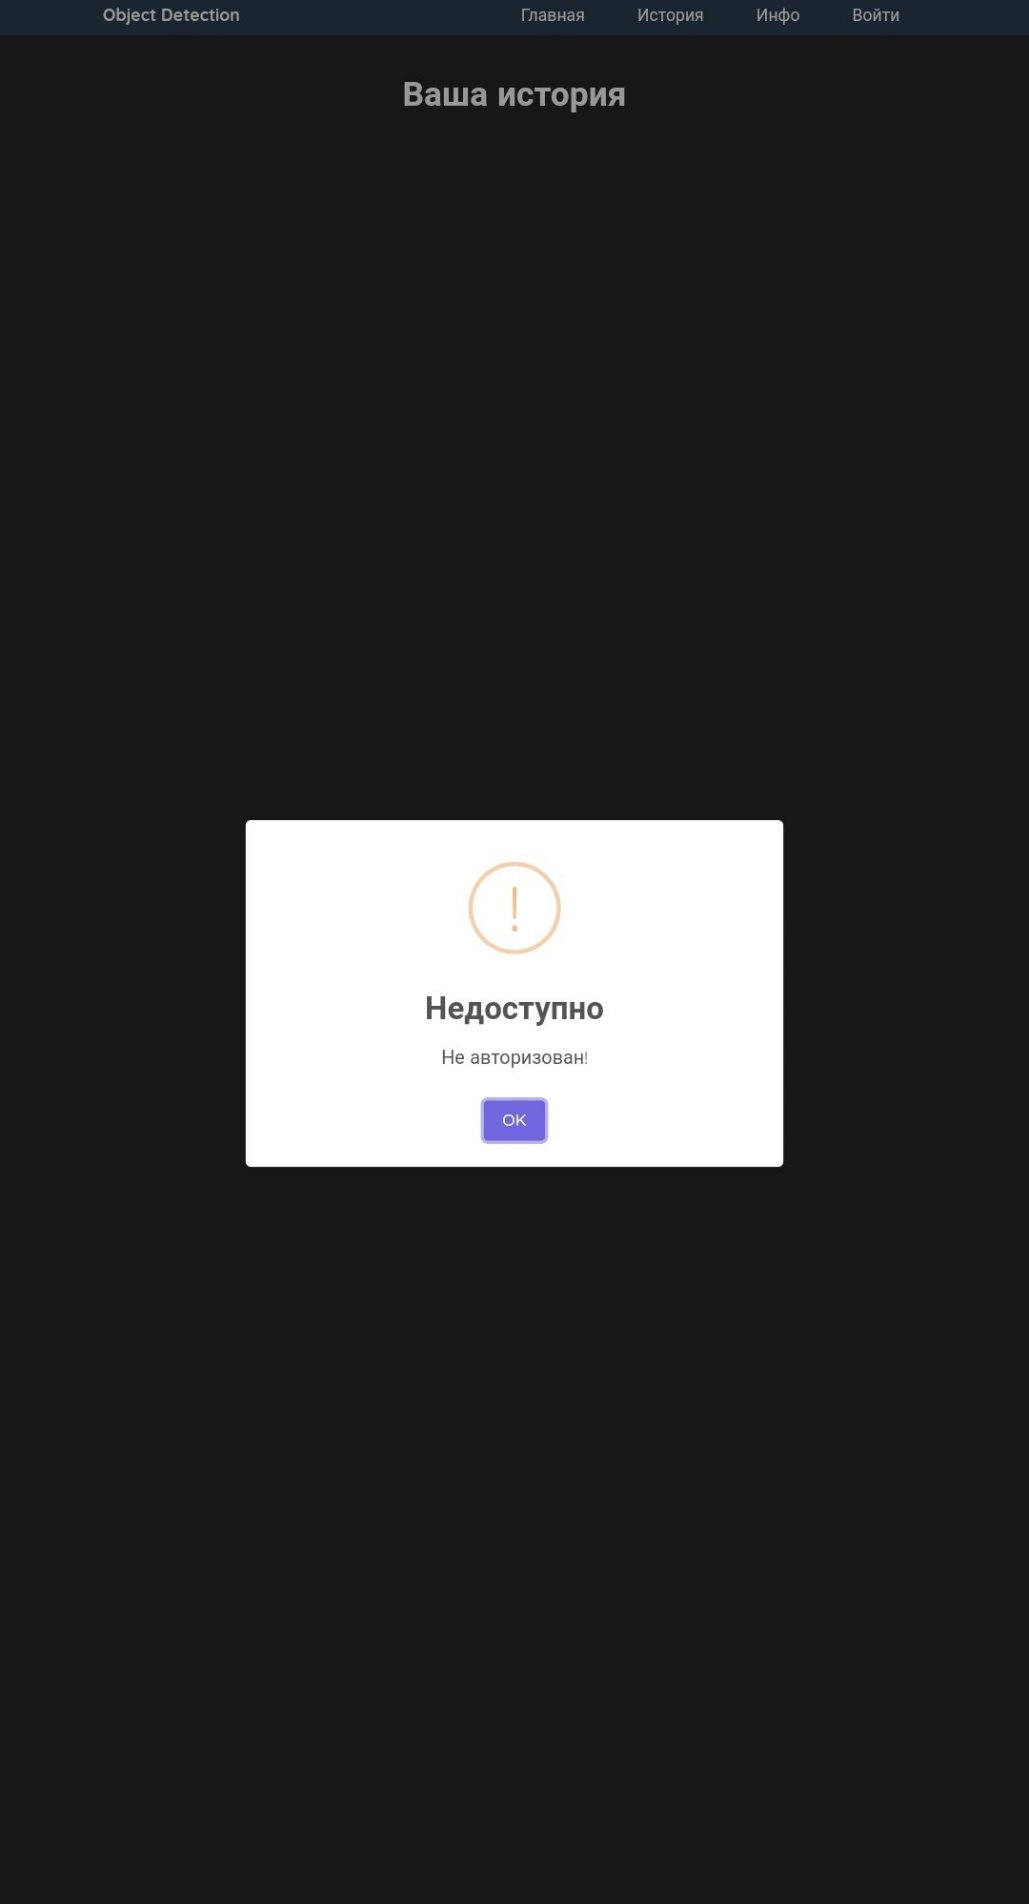 Object Detection Главная История Инфо Войти
Ваша история
Недоступно
Не авторизован!
OK